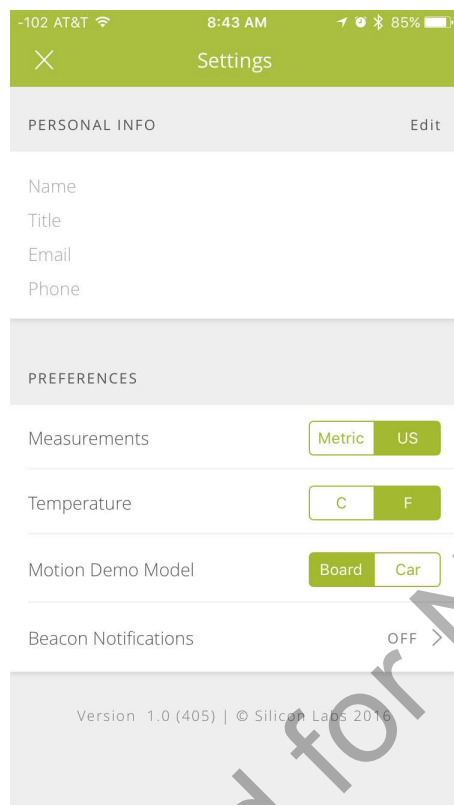 -102 AT&T 8:43 AM 85%
Settings
PERSONAL INFO Edit
Name
Title
Email
Phone
PREFERENCES
Measurements Metric US
Temperature C F
Motion Demo Model Board Car
Beacon Notifications OFF
Version 1.0 (405) | © Silicon Labs 2016
d for